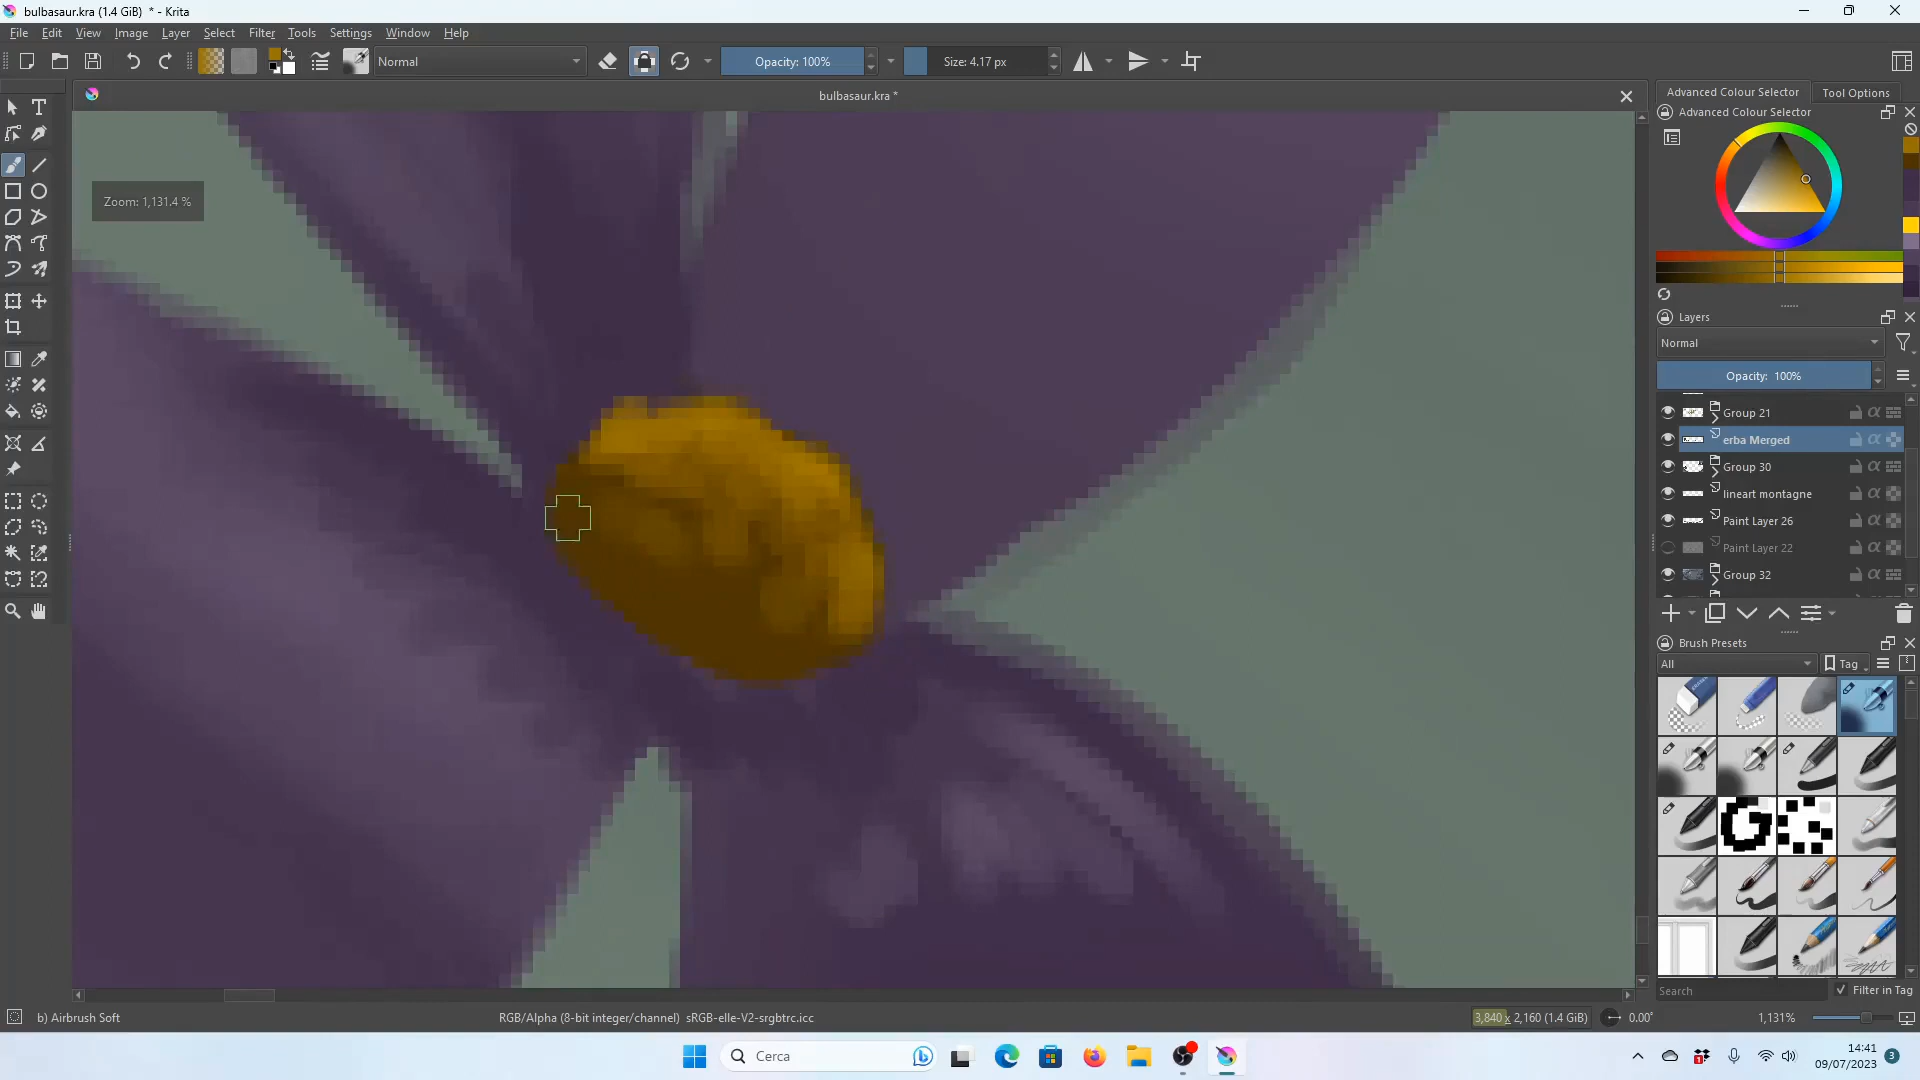 bulbasaur.kra (1.4 GiB)  * - Krita
File Edit View Image Layer Select Filter Tools Settings Window Help
Normal
Opacity: 100%
Size: 4.17 px
bulbasaur.kra *
Advanced Colour Selector
Tool Options
Advanced Colour Selector
Zoom: 1,131.4 %
Layers
Normal
Opacity:  100%
Group 21
erba Merged
Group 30
lineart montagne
Paint Layer 26
Paint Layer 22
Group 32
Brush Presets
All
Tag
Search
Filter in Tag
b) Airbrush Soft
RGB/Alpha (8-bit integer/channel)  sRGB-elle-V2-srgbtrc.icc
3,840 x 2,160 (1.4 GiB)
0.00°
1,131%
Cerca
14:41
09/07/2023
3
1